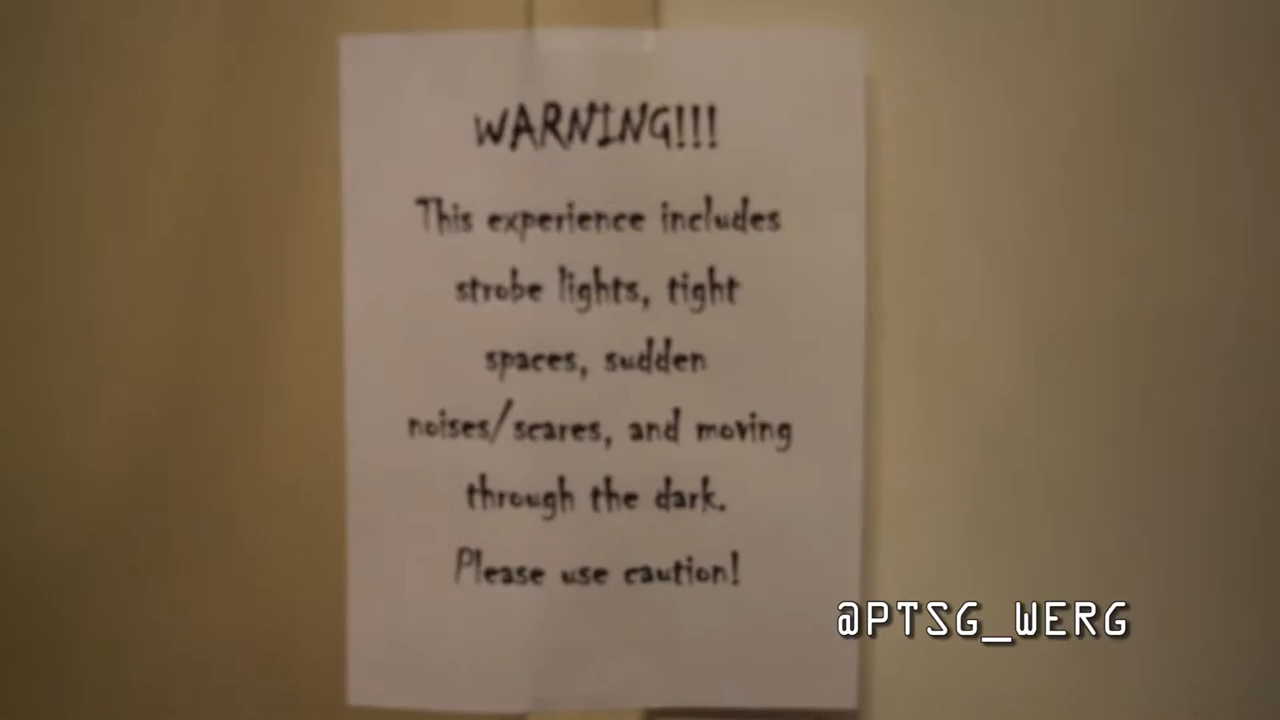 WARNING!!!
This experience includes
strobe lights, tight
spaces, sudden
noises/scares, and moving
through the dark.
Please use caution!
@PTSG_WERG